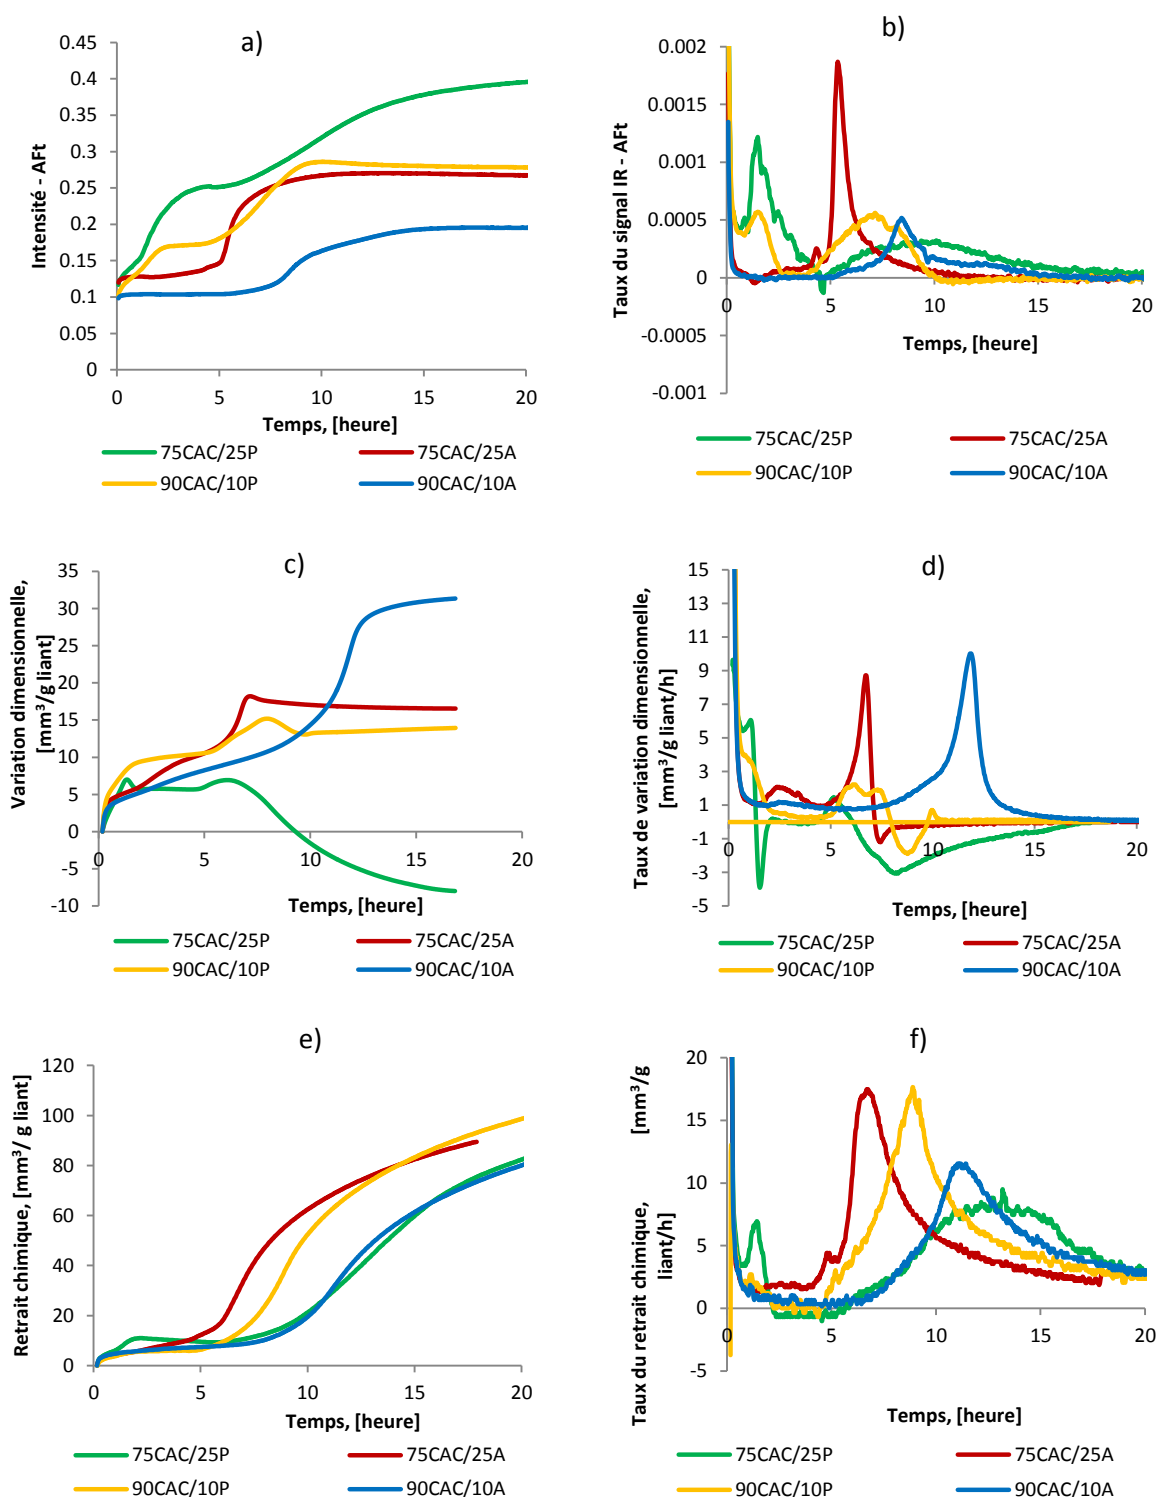 a)
Intensité - AFt
0.45
0.4
0.35
0.3
0.25
0.2
0.15
0.1
0.05
0
0 5 10 15 20
Temps, [heure]
75CAC/25P 75CAC/25A
90CAC/10P 90CAC/10A
b)
Taux du signal IR - AFt
0.002
0.0015
0.001
0.0005
0
-0.0005
-0.001
0 5 10 15 20
Temps, [heure]
75CAC/25P 75CAC/25A
90CAC/10P 90CAC/10A
c)
Variation dimensionnelle,
[mm³/g liant]
35
30
25
20
15
10
5
0
-5
-10
0 5 10 15 20
Temps, [heure]
75CAC/25P 75CAC/25A
90CAC/10P 90CAC/10A
d)
Taux de variation dimensionnelle,
[mm³/g liant/h]
15
13
11
9
7
5
3
1
-1
-3
-5
0 5 10 15 20
Temps, [heure]
75CAC/25P 75CAC/25A
90CAC/10P 90CAC/10A
e)
Retrait chimique, [mm³/ g liant]
120
100
80
60
40
20
0
0 5 10 15 20
Temps, [heure]
75CAC/25P 75CAC/25A
90CAC/10P 90CAC/10A
f)
Taux du retrait chimique, [mm³/g
liant/h]
20
15
10
5
0
-5
0 5 10 15 20
Temps, [heure]
75CAC/25P 75CAC/25A
90CAC/10P 90CAC/10A